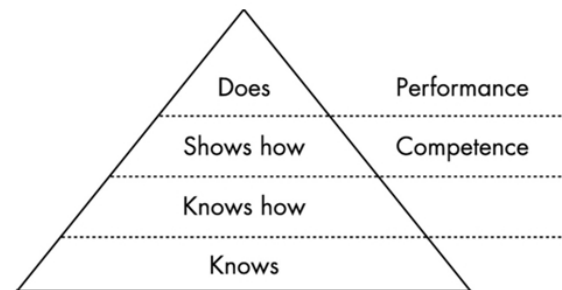 Does Performance
Shows how Competence
Knows how
Knows